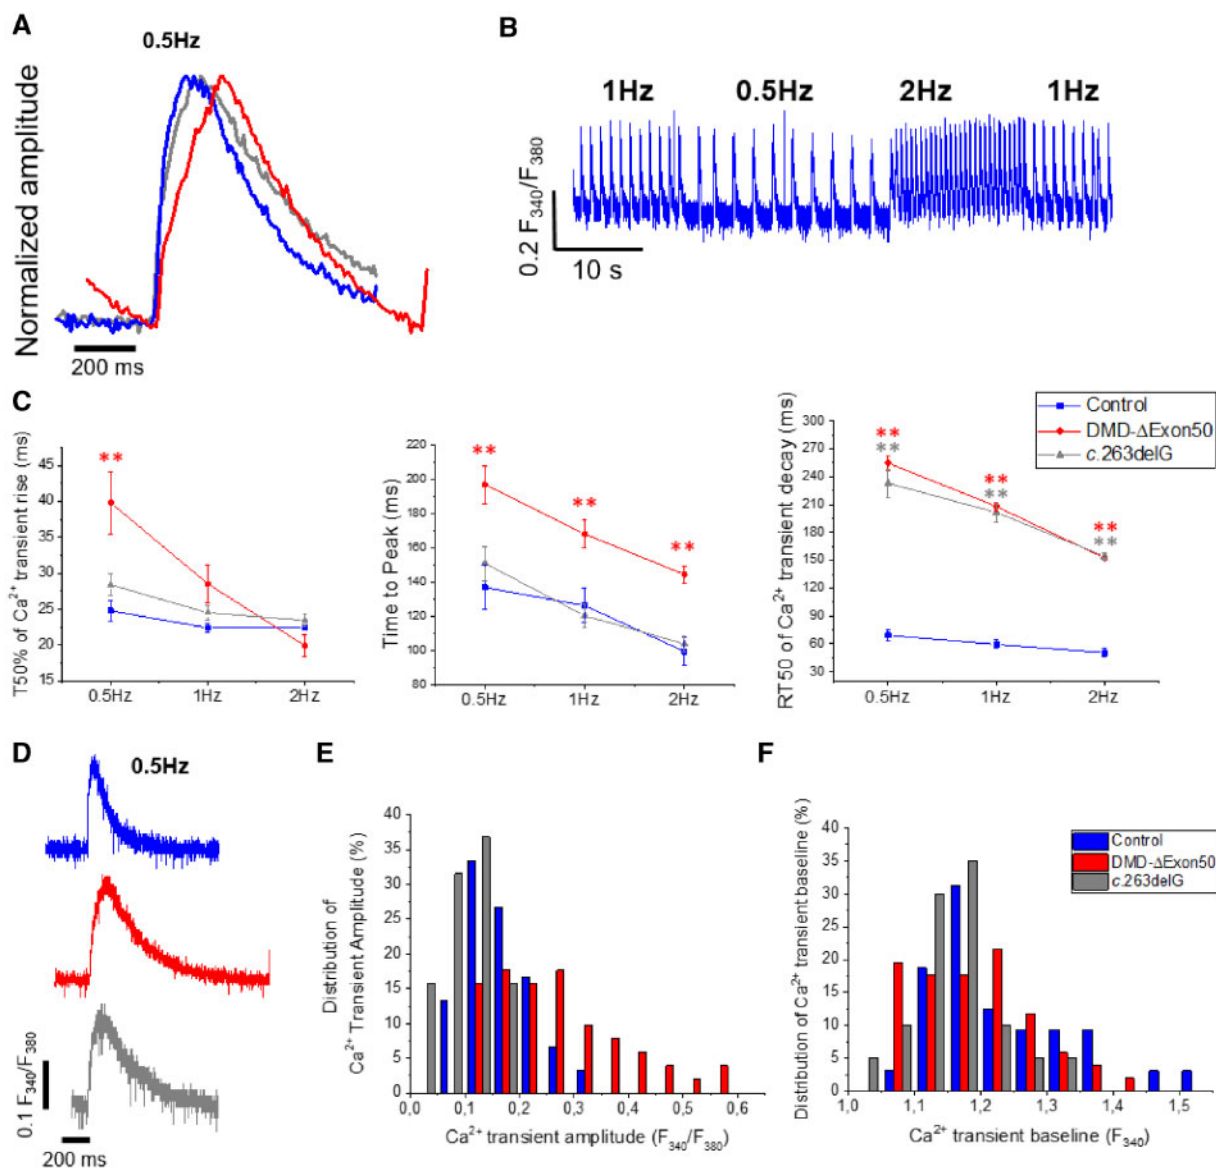 A
0.5Hz
Normalized amplitude
200 ms
B
1Hz 0.5Hz 2Hz 1Hz
0.2 F340/F380
10 s
C
T50% of Ca2+ transient rise (ms)
45
40
35
30
25
20
15
**
0.5Hz 1Hz 2Hz
Time to Peak (ms)
220
200
180
160
140
120
100
80
** ** **
0.5Hz 1Hz 2Hz
RT50 of Ca2+ transient decay (ms)
300
270
240
210
180
150
120
90
60
30
** ** **
** ** **
0.5Hz 1Hz 2Hz
Control
DMD-ΔExon50
c.263delG
D
0.5Hz
0.1 F340/F380
200 ms
E
Distribution of
Ca2+ Transient Amplitude (%)
40
35
30
25
20
15
10
5
0
0,0 0,1 0,2 0,3 0,4 0,5 0,6
Ca2+ transient amplitude (F340/F380)
F
Distribution of Ca2+ transient baseline (%)
40
35
30
25
20
15
10
5
0
1,0 1,1 1,2 1,3 1,4 1,5
Ca2+ transient baseline (F340)
Control
DMD-ΔExon50
c.263delG